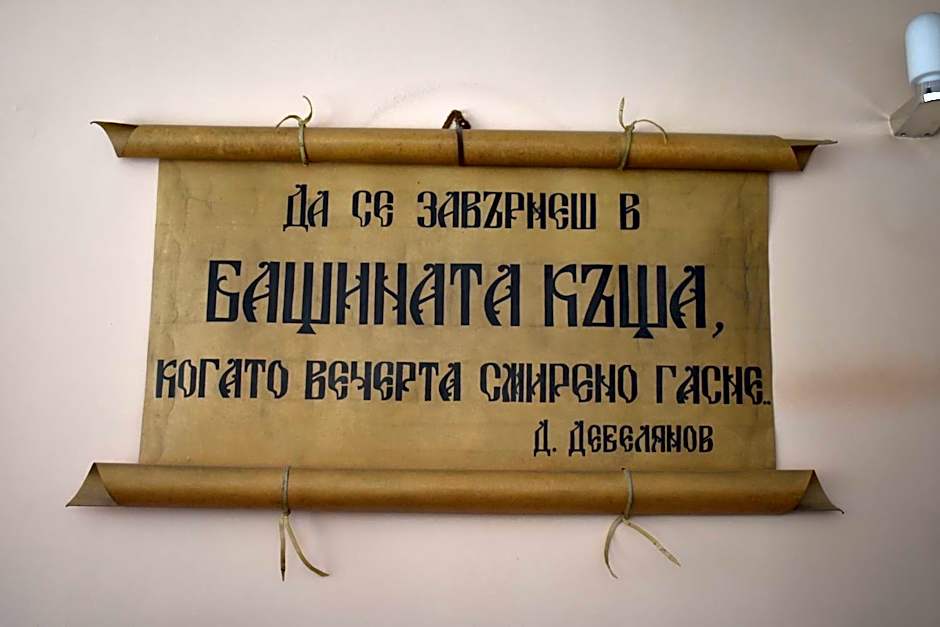 Да се завърнеш в
бащината къща,
когато вечерта смирено гасне..
Д. Дебелянов